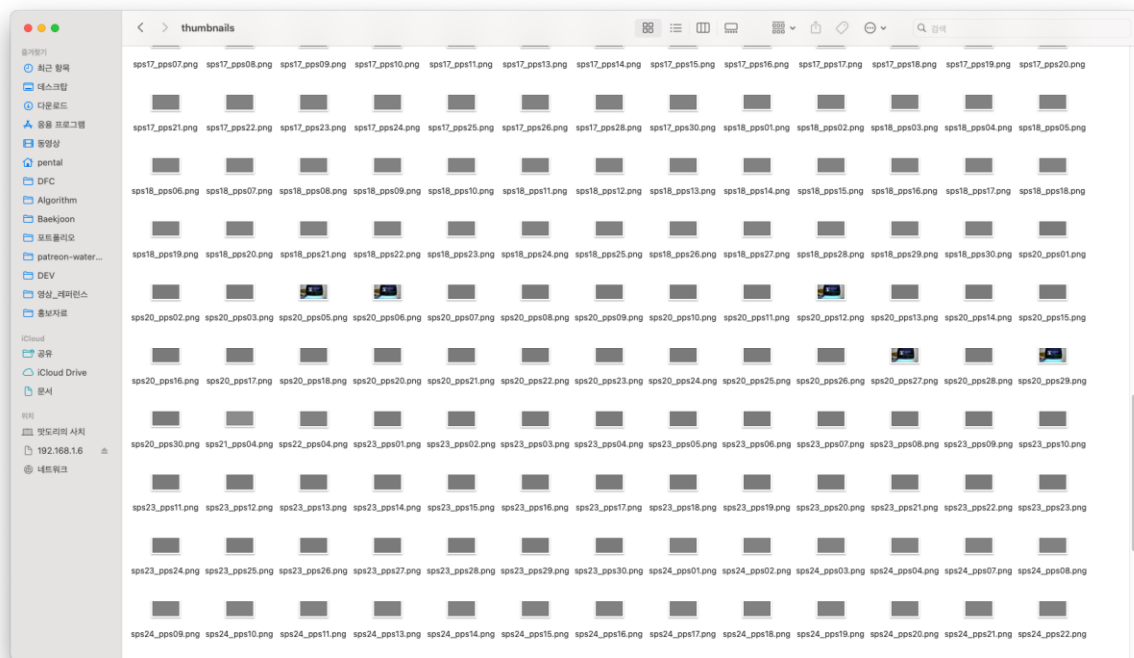 thumbnails
검색
즐겨찾기
최근 항목
데스크탑
다운로드
응용 프로그램
동영상
pental
DFC
Algorithm
Baekjoon
포트폴리오
patreon-water...
DEV
영상_레퍼런스
홍보자료
iCloud
공유
iCloud Drive
문서
위치
맛도리의 사치
192.168.1.6
네트워크
sps17_pps07.png sps17_pps08.png sps17_pps09.png sps17_pps10.png sps17_pps11.png sps17_pps13.png sps17_pps14.png sps17_pps15.png sps17_pps16.png sps17_pps17.png sps17_pps18.png sps17_pps19.png sps17_pps20.png
sps17_pps21.png sps17_pps22.png sps17_pps23.png sps17_pps24.png sps17_pps25.png sps17_pps26.png sps17_pps28.png sps17_pps30.png sps18_pps01.png sps18_pps02.png sps18_pps03.png sps18_pps04.png sps18_pps05.png
sps18_pps06.png sps18_pps07.png sps18_pps08.png sps18_pps09.png sps18_pps10.png sps18_pps11.png sps18_pps12.png sps18_pps13.png sps18_pps14.png sps18_pps15.png sps18_pps16.png sps18_pps17.png sps18_pps18.png
sps18_pps19.png sps18_pps20.png sps18_pps21.png sps18_pps22.png sps18_pps23.png sps18_pps24.png sps18_pps25.png sps18_pps26.png sps18_pps27.png sps18_pps28.png sps18_pps29.png sps18_pps30.png sps20_pps01.png
sps20_pps02.png sps20_pps03.png sps20_pps05.png sps20_pps06.png sps20_pps07.png sps20_pps08.png sps20_pps09.png sps20_pps10.png sps20_pps11.png sps20_pps12.png sps20_pps13.png sps20_pps14.png sps20_pps15.png
sps20_pps16.png sps20_pps17.png sps20_pps18.png sps20_pps20.png sps20_pps21.png sps20_pps22.png sps20_pps23.png sps20_pps24.png sps20_pps25.png sps20_pps26.png sps20_pps27.png sps20_pps28.png sps20_pps29.png
sps20_pps30.png sps21_pps04.png sps22_pps04.png sps23_pps01.png sps23_pps02.png sps23_pps03.png sps23_pps04.png sps23_pps05.png sps23_pps06.png sps23_pps07.png sps23_pps08.png sps23_pps09.png sps23_pps10.png
sps23_pps11.png sps23_pps12.png sps23_pps13.png sps23_pps14.png sps23_pps15.png sps23_pps16.png sps23_pps17.png sps23_pps18.png sps23_pps19.png sps23_pps20.png sps23_pps21.png sps23_pps22.png sps23_pps23.png
sps23_pps24.png sps23_pps25.png sps23_pps26.png sps23_pps27.png sps23_pps28.png sps23_pps29.png sps23_pps30.png sps24_pps01.png sps24_pps02.png sps24_pps03.png sps24_pps04.png sps24_pps07.png sps24_pps08.png
sps24_pps09.png sps24_pps10.png sps24_pps11.png sps24_pps13.png sps24_pps14.png sps24_pps15.png sps24_pps16.png sps24_pps17.png sps24_pps18.png sps24_pps19.png sps24_pps20.png sps24_pps21.png sps24_pps22.png